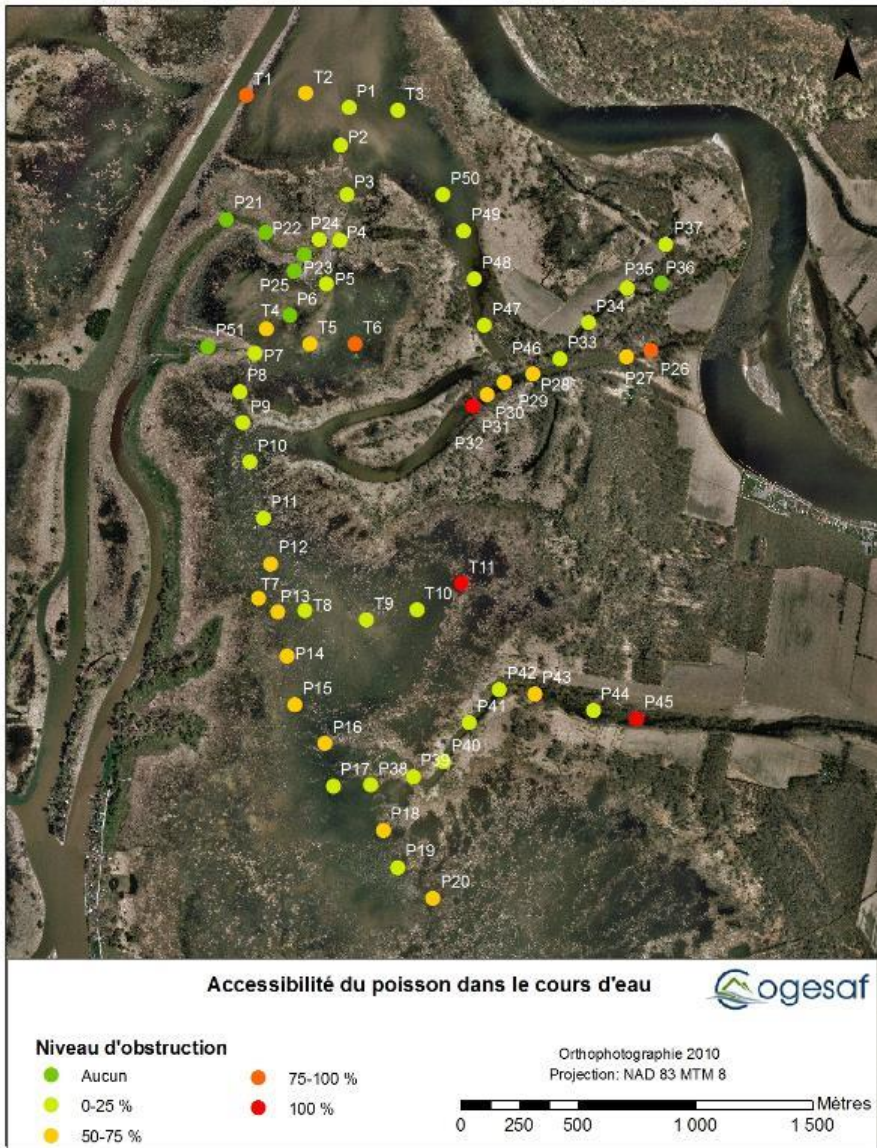 T1
T2
P1
T3
P2
P3
P50
P21
P22
P24
P4
P49
P37
P23
P25
P5
P48
P35
P36
P6
T4
T5
T6
P47
P34
P51
P7
P46
P33
P26
P8
P28
P27
P29
P30
P9
P31
P32
P10
P11
P12
T11
T7
P13
T8
T9
T10
P14
P42
P43
P15
P41
P44
P45
P16
P40
P17
P38
P39
P18
P19
P20
Accessibilité du poisson dans le cours d'eau
Cogesaf
Niveau d'obstruction
Aucun
0-25 %
50-75 %
75-100 %
100 %
Orthophotographie 2010
Projection: NAD 83 MTM 8
Mètres
0 250 500 1 000 1 500